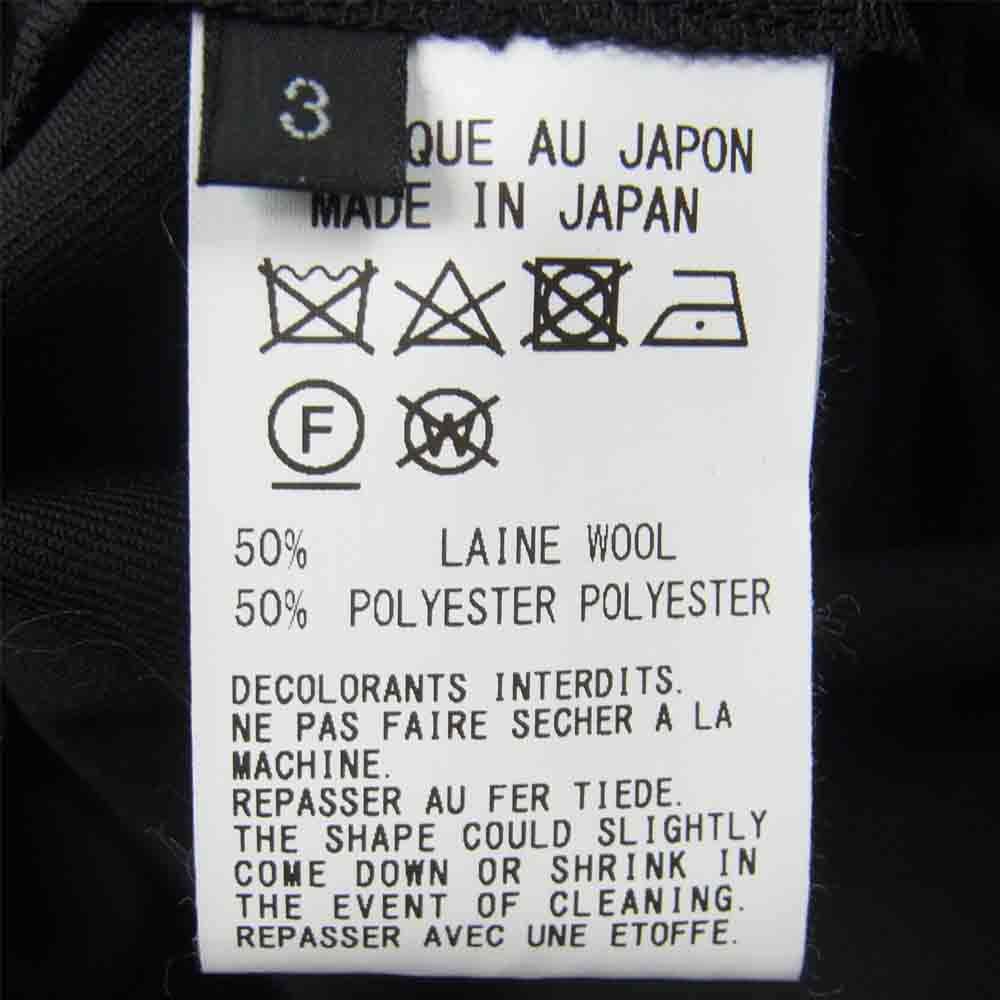 3
QUE AU JAPON
MADE IN JAPAN
F W
50% LAINE WOOL
50% POLYESTER POLYESTER
DECOLORANTS INTERDITS.
NE PAS FAIRE SECHER A LA
MACHINE.
REPASSER AU FER TIEDE.
THE SHAPE COULD SLIGHTLY
COME DOWN OR SHRINK IN
THE EVENT OF CLEANING.
REPASSER AVEC UNE ETOFFE.